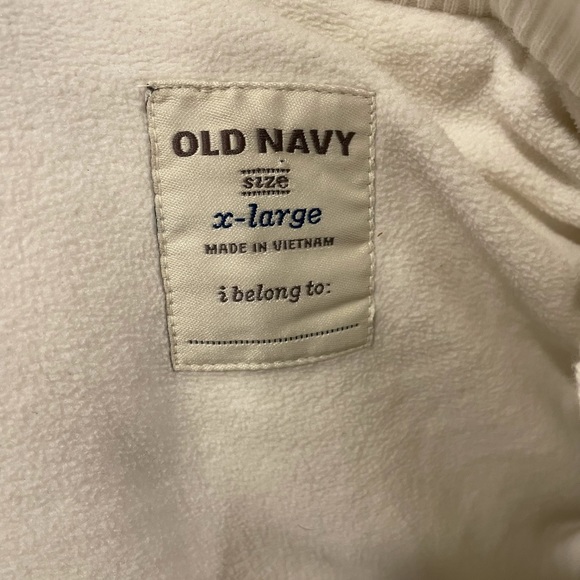 OLD NAVY
size
x-large
MADE IN VIETNAM
i belong to: